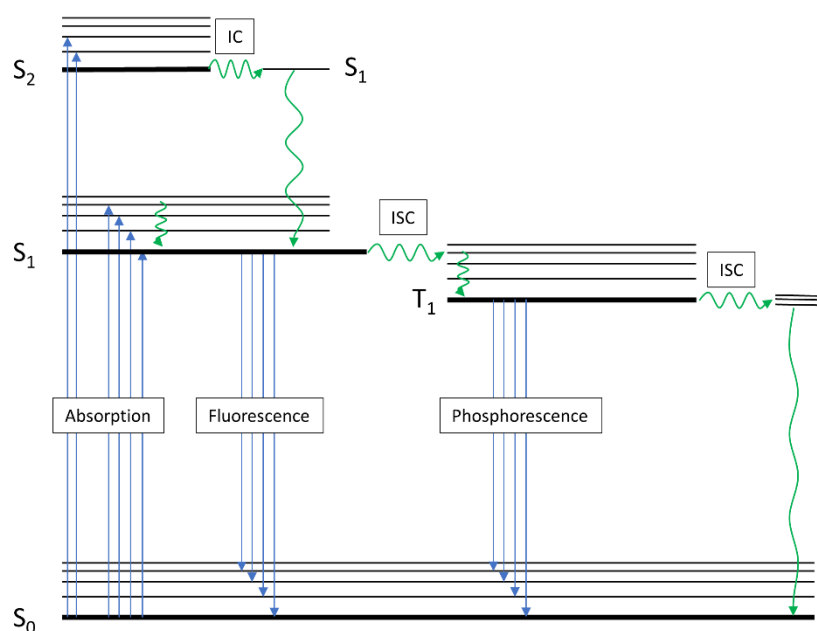 IC
S2
S1
ISC
S1
ISC
T1
Absorption
Fluorescence
Phosphorescence
S0